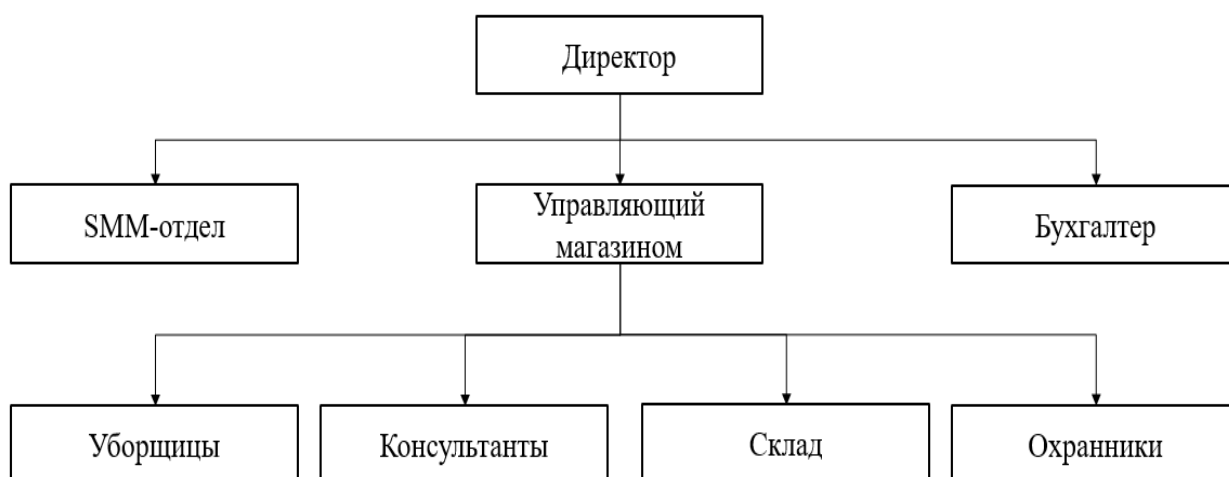 Директор
SMM-отдел
Управляющий
магазином
Бухгалтер
Уборщицы
Консультанты
Склад
Охранники